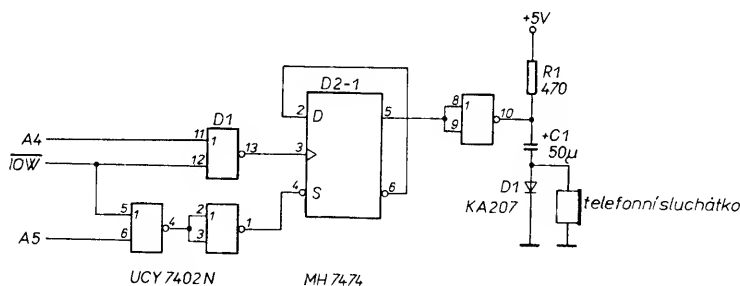 +5V
R1
470
D2-1
2
D
5
8
1
9
10
+C1
50µ
D1
11
1
12
13
A4
IOW
3
4
S
6
D1
KA207
telefonní sluchátko
5
1
6
4
2
1
3
1
A5
UCY 7402N
MH 7474